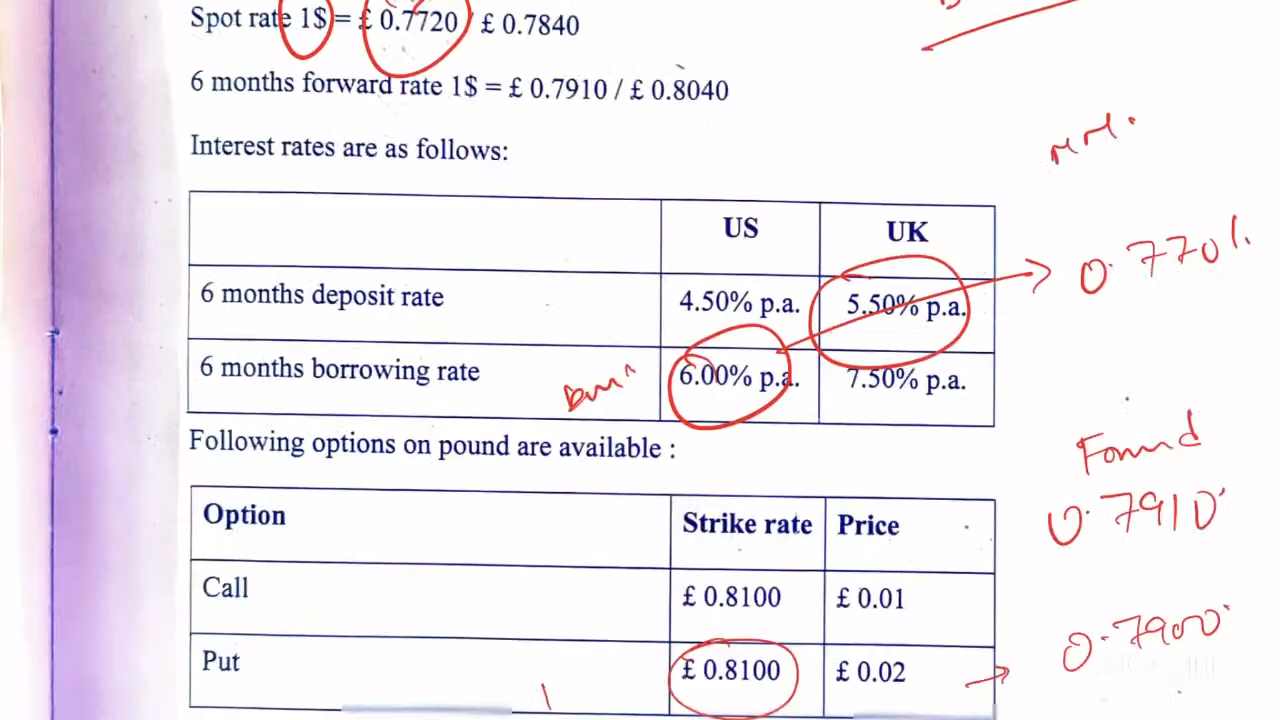 Spot rate 1$ = £ 0.7720 / £ 0.7840
6 months forward rate 1$ = £ 0.7910 / £ 0.8040
M M.
Interest rates are as follows:
US UK
0.7701.
6 months deposit rate 4.50% p.a. 5.50% p.a.
6 months borrowing rate 6.00% p.a. 7.50% p.a.
Following options on pound are available :
0.7910
Option Strike rate Price
Call £ 0.8100 £ 0.01
0.7900
Put £ 0.8100 £ 0.02